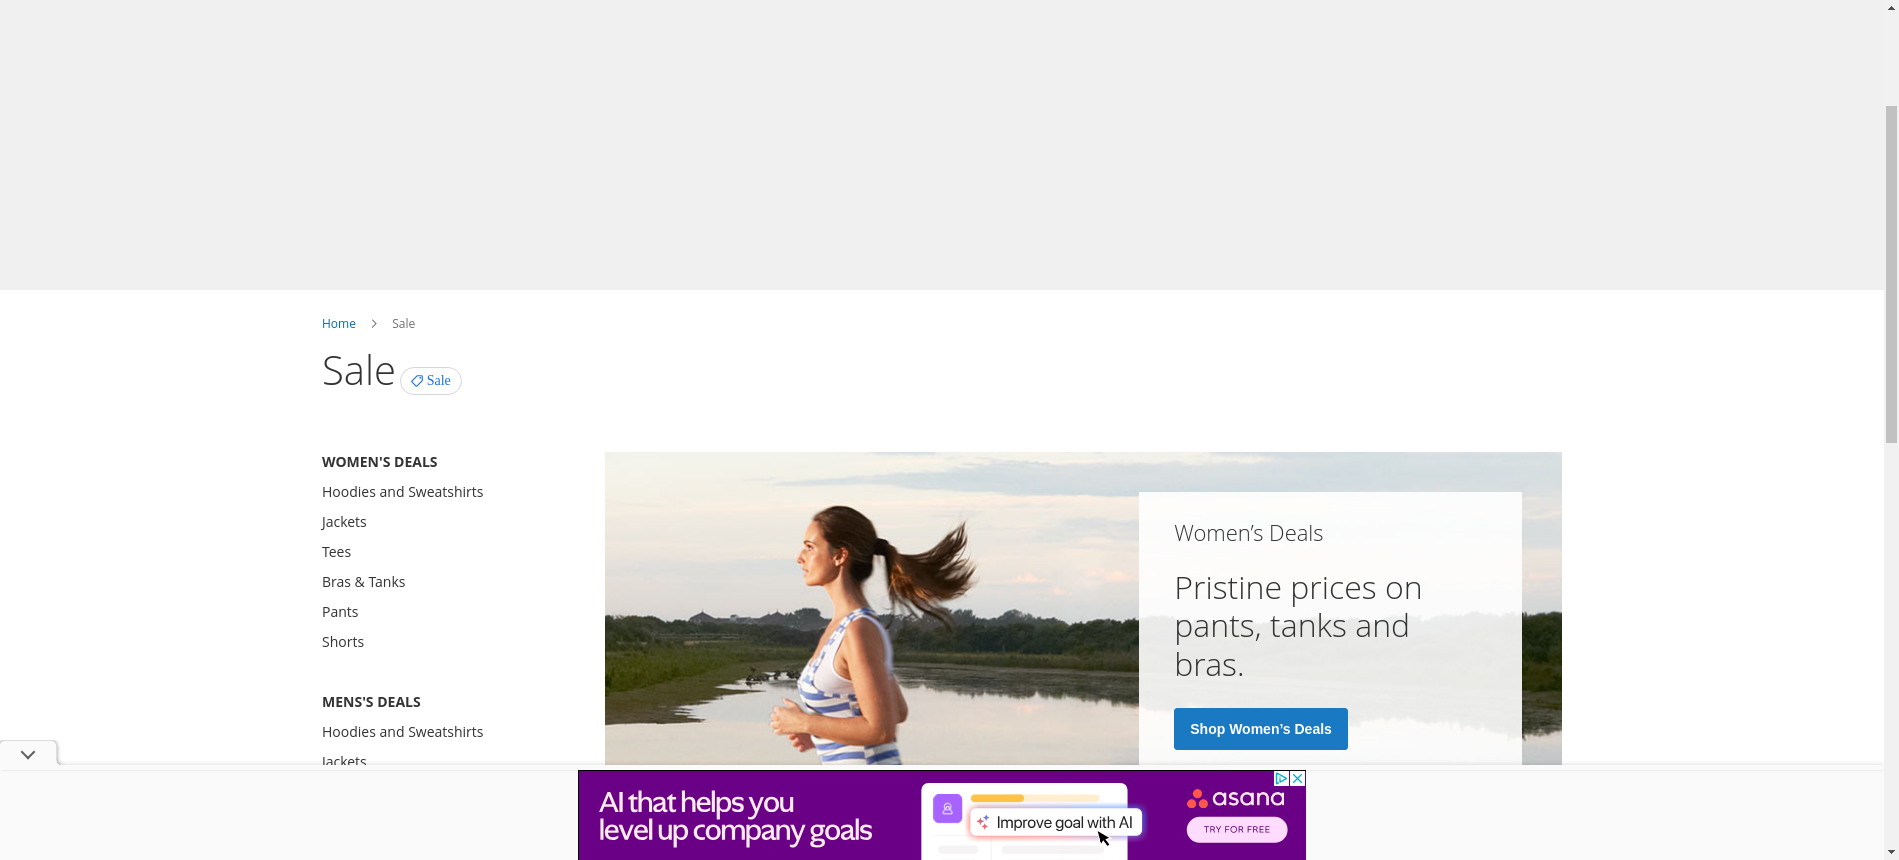 Home
Sale
Sale
Sale
WOMEN'S DEALS
Hoodies and Sweatshirts
Jackets
Tees
Bras & Tanks
Pants
Shorts
MENS'S DEALS
Hoodies and Sweatshirts
Jackets
Women’s Deals
Pristine prices on
pants, tanks and
bras.
Shop Women’s Deals
AI that helps you
level up company goals
Improve goal with AI
asana
TRY FOR FREE